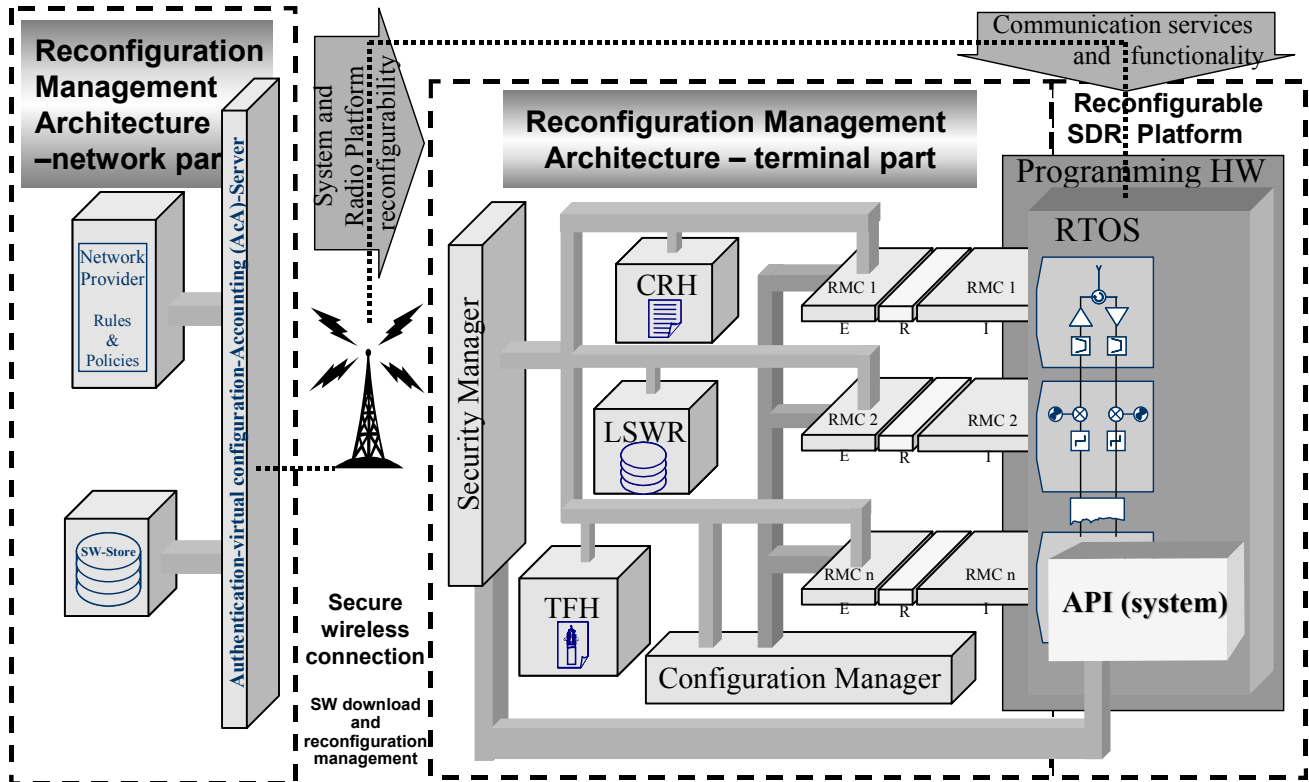 Reconfiguration
Management
Architecture
–network par
Authentication-virtual configuration-Accounting (AcA)-Server
Network
Provider
Rules
&
Policies
SW-Store
System and
Radio Platform
reconfigurability
Secure
wireless
connection
SW download
and
reconfiguration
management
Reconfiguration Management
Architecture – terminal part
Security Manager
CRH
LSWR
TFH
RMC 1
RMC 1
E
R
I
RMC 2
RMC 2
E
R
I
RMC n
RMC n
E
R
I
Configuration Manager
Communication services
and functionality
Reconfigurable
SDR Platform
Programming HW
RTOS
API (system)